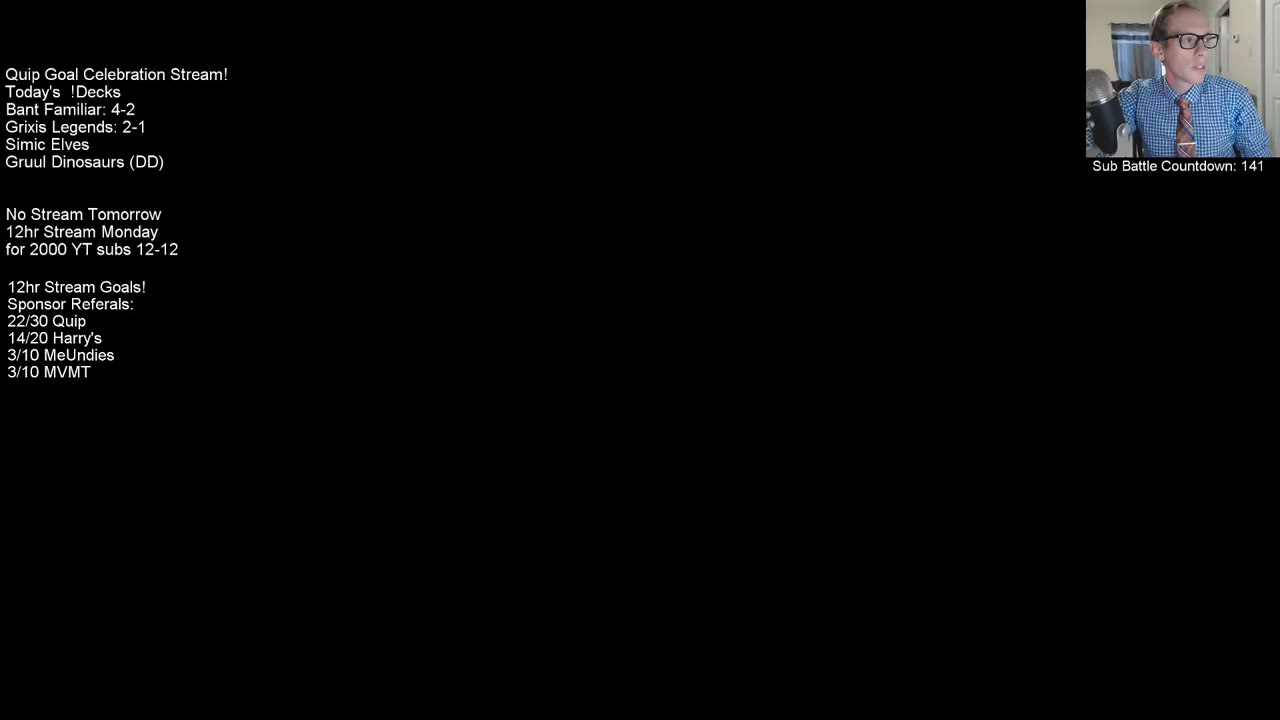 Quip Goal Celebration Stream!
Today's !Decks
Bant Familiar: 4-2
Grixis Legends: 2-1
Simic Elves
Gruul Dinosaurs (DD)
No Stream Tomorrow
12hr Stream Monday
for 2000 YT subs 12-12
12hr Stream Goals!
Sponsor Referals:
22/30 Quip
14/20 Harry's
3/10 MeUndies
3/10 MVMT
Sub Battle Countdown: 141